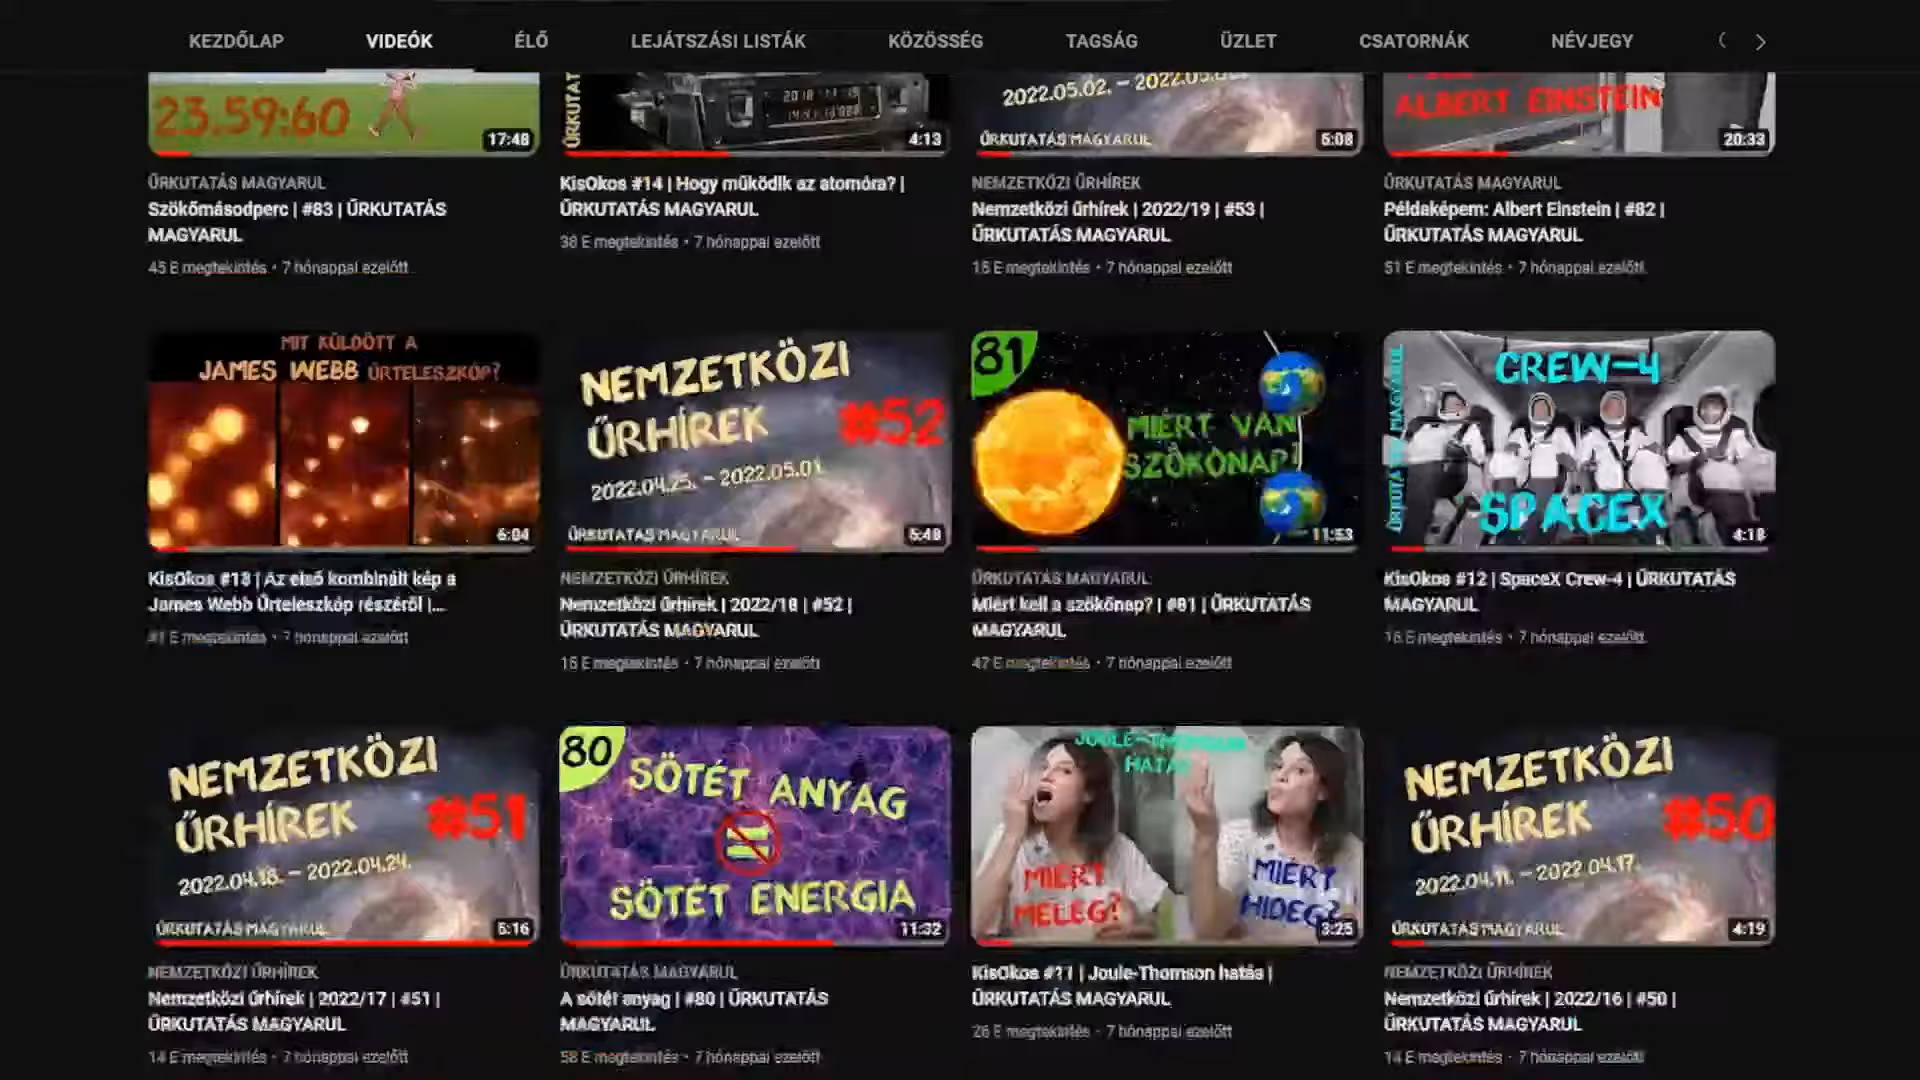 KEZDŐLAP VIDEÓK ÉLŐ LEJÁTSZÁSI LISTÁK KÖZÖSSÉG TAGSÁG ÜZLET CSATORNÁK NÉVJEGY
23.59:60
17:48
ŰRKUTAT
4:13
2022.05.02. –
ŰRKUTATÁS MAGYARUL
5:08
ALBERT EINSTEIN
20:33
ŰRKUTATÁS MAGYARUL
Szökőmásodperc | #83 | ŰRKUTATÁS
MAGYARUL
45 E megtekintés • 7 hónappal ezelőtt
KisOkos #14 | Hogy működik az atomóra? |
ŰRKUTATÁS MAGYARUL
38 E megtekintés • 7 hónappal ezelőtt
NEMZETKÖZI ŰRHÍREK
Nemzetközi űrhírek | 2022/19 | #53 |
ŰRKUTATÁS MAGYARUL
15 E megtekintés • 7 hónappal ezelőtt
ŰRKUTATÁS MAGYARUL
Példaképem: Albert Einstein | #82 |
ŰRKUTATÁS MAGYARUL
51 E megtekintés • 7 hónappal ezelőtt
MIT KÜLDÖTT A
JAMES WEBB ŰRTELESZKÓP?
6:04
NEMZETKÖZI
ŰRHÍREK
#52
2022.04.25. – 2022.05.01.
ŰRKUTATÁS MAGYARUL
5:49
81
MIÉRT VAN
SZÖKŐNAP?
11:53
ŰRKUTATÁS MAGYARUL
CREW-4
SPACEX
4:18
KisOkos #13 | Az első kombinált kép a
James Webb Űrteleszkóp részéről |...
41 E megtekintés • 7 hónappal ezelőtt
NEMZETKÖZI ŰRHÍREK
Nemzetközi űrhírek | 2022/18 | #52 |
ŰRKUTATÁS MAGYARUL
15 E megtekintés • 7 hónappal ezelőtt
ŰRKUTATÁS MAGYARUL
Miért kell a szökőnap? | #81 | ŰRKUTATÁS
MAGYARUL
47 E megtekintés • 7 hónappal ezelőtt
KisOkos #12 | SpaceX Crew-4 | ŰRKUTATÁS
MAGYARUL
16 E megtekintés • 7 hónappal ezelőtt
NEMZETKÖZI
ŰRHÍREK
#51
2022.04.18. – 2022.04.24.
ŰRKUTATÁS MAGYARUL
5:16
80
SÖTÉT ANYAG
SÖTÉT ENERGIA
11:32
JOULE-THOMSON
HATÁS
MIÉRT
MELEG?
MIÉRT
HIDEG?
3:25
NEMZETKÖZI
ŰRHÍREK
#50
2022.04.11. – 2022.04.17.
ŰRKUTATÁS MAGYARUL
4:19
NEMZETKÖZI ŰRHÍREK
Nemzetközi űrhírek | 2022/17 | #51 |
ŰRKUTATÁS MAGYARUL
14 E megtekintés • 7 hónappal ezelőtt
ŰRKUTATÁS MAGYARUL
A sötét anyag | #80 | ŰRKUTATÁS
MAGYARUL
58 E megtekintés • 7 hónappal ezelőtt
KisOkos #11 | Joule-Thomson hatás |
ŰRKUTATÁS MAGYARUL
26 E megtekintés • 7 hónappal ezelőtt
NEMZETKÖZI ŰRHÍREK
Nemzetközi űrhírek | 2022/16 | #50 |
ŰRKUTATÁS MAGYARUL
14 E megtekintés • 7 hónappal ezelőtt